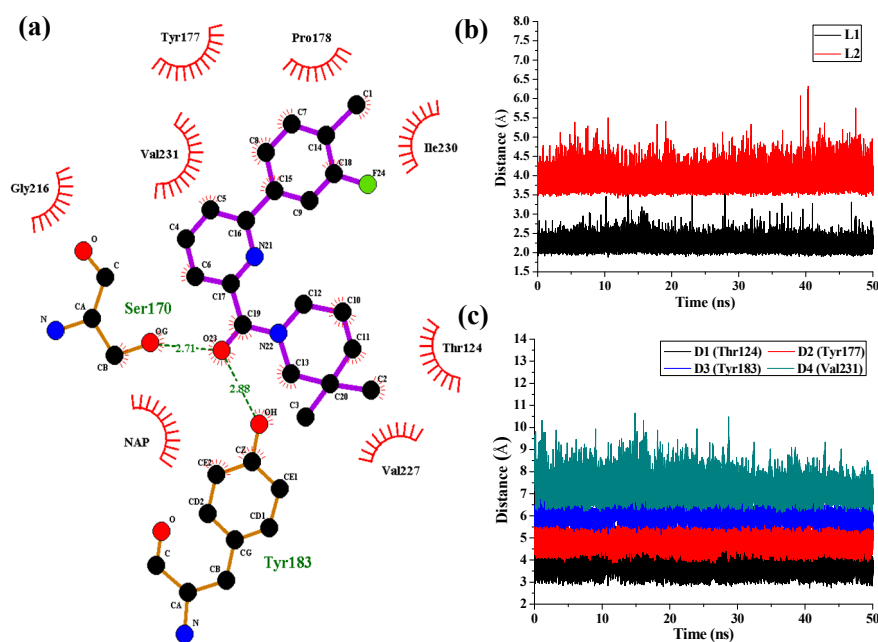 (a)
Tyr177
Pro178
C1
C7
C8
C14
Ile230
Val231
C18
F24
C15
C9
Gly216
C5
C16
C4
N21
O
C6
C
C17
C12
Ser170
C10
CA
C19
N
OG
2.71
O23
N22
C11
Thr124
CB
C13
C2
2.88
C20
C3
OH
NAP
CZ
Val227
CE2
CE1
CD2
CD1
O
CG
Tyr183
C
CB
CA
N
(b)
L1
L2
8.0
7.5
7.0
6.5
6.0
5.5
5.0
4.5
4.0
3.5
3.0
2.5
2.0
1.5
Distance (Å)
0 10 20 30 40 50
Time (ns)
(c)
D1 (Thr124) D2 (Tyr177)
D3 (Tyr183) D4 (Val231)
14
13
12
11
10
9
8
7
6
5
4
3
2
Distance (Å)
0 10 20 30 40 50
Time (ns)